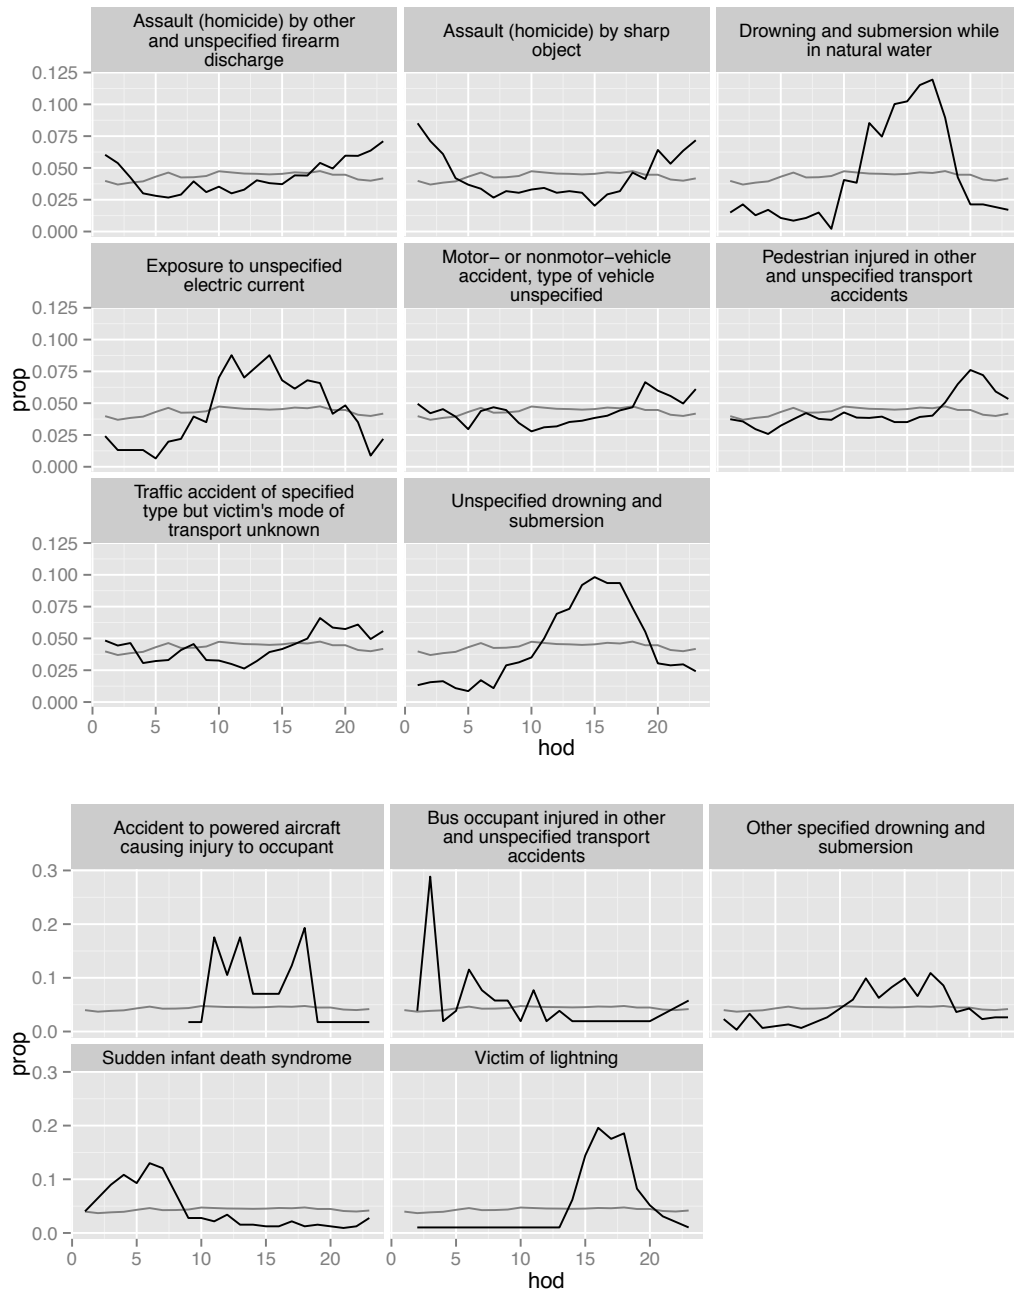 Assault (homicide) by other
and unspecified firearm
discharge
Assault (homicide) by sharp
object
Drowning and submersion while
in natural water
0.125
0.100
0.075
0.050
0.025
0.000
Exposure to unspecified
electric current
Motor− or nonmotor−vehicle
accident, type of vehicle
unspecified
Pedestrian injured in other
and unspecified transport
accidents
0.125
0.100
0.075
0.050
0.025
0.000
prop
Traffic accident of specified
type but victim's mode of
transport unknown
Unspecified drowning and
submersion
0.125
0.100
0.075
0.050
0.025
0.000
0 5 10 15 20
0 5 10 15 20
hod
Accident to powered aircraft
causing injury to occupant
Bus occupant injured in other
and unspecified transport
accidents
Other specified drowning and
submersion
0.3
0.2
0.1
0.0
prop
Sudden infant death syndrome
Victim of lightning
0.3
0.2
0.1
0.0
0 5 10 15 20
0 5 10 15 20
hod